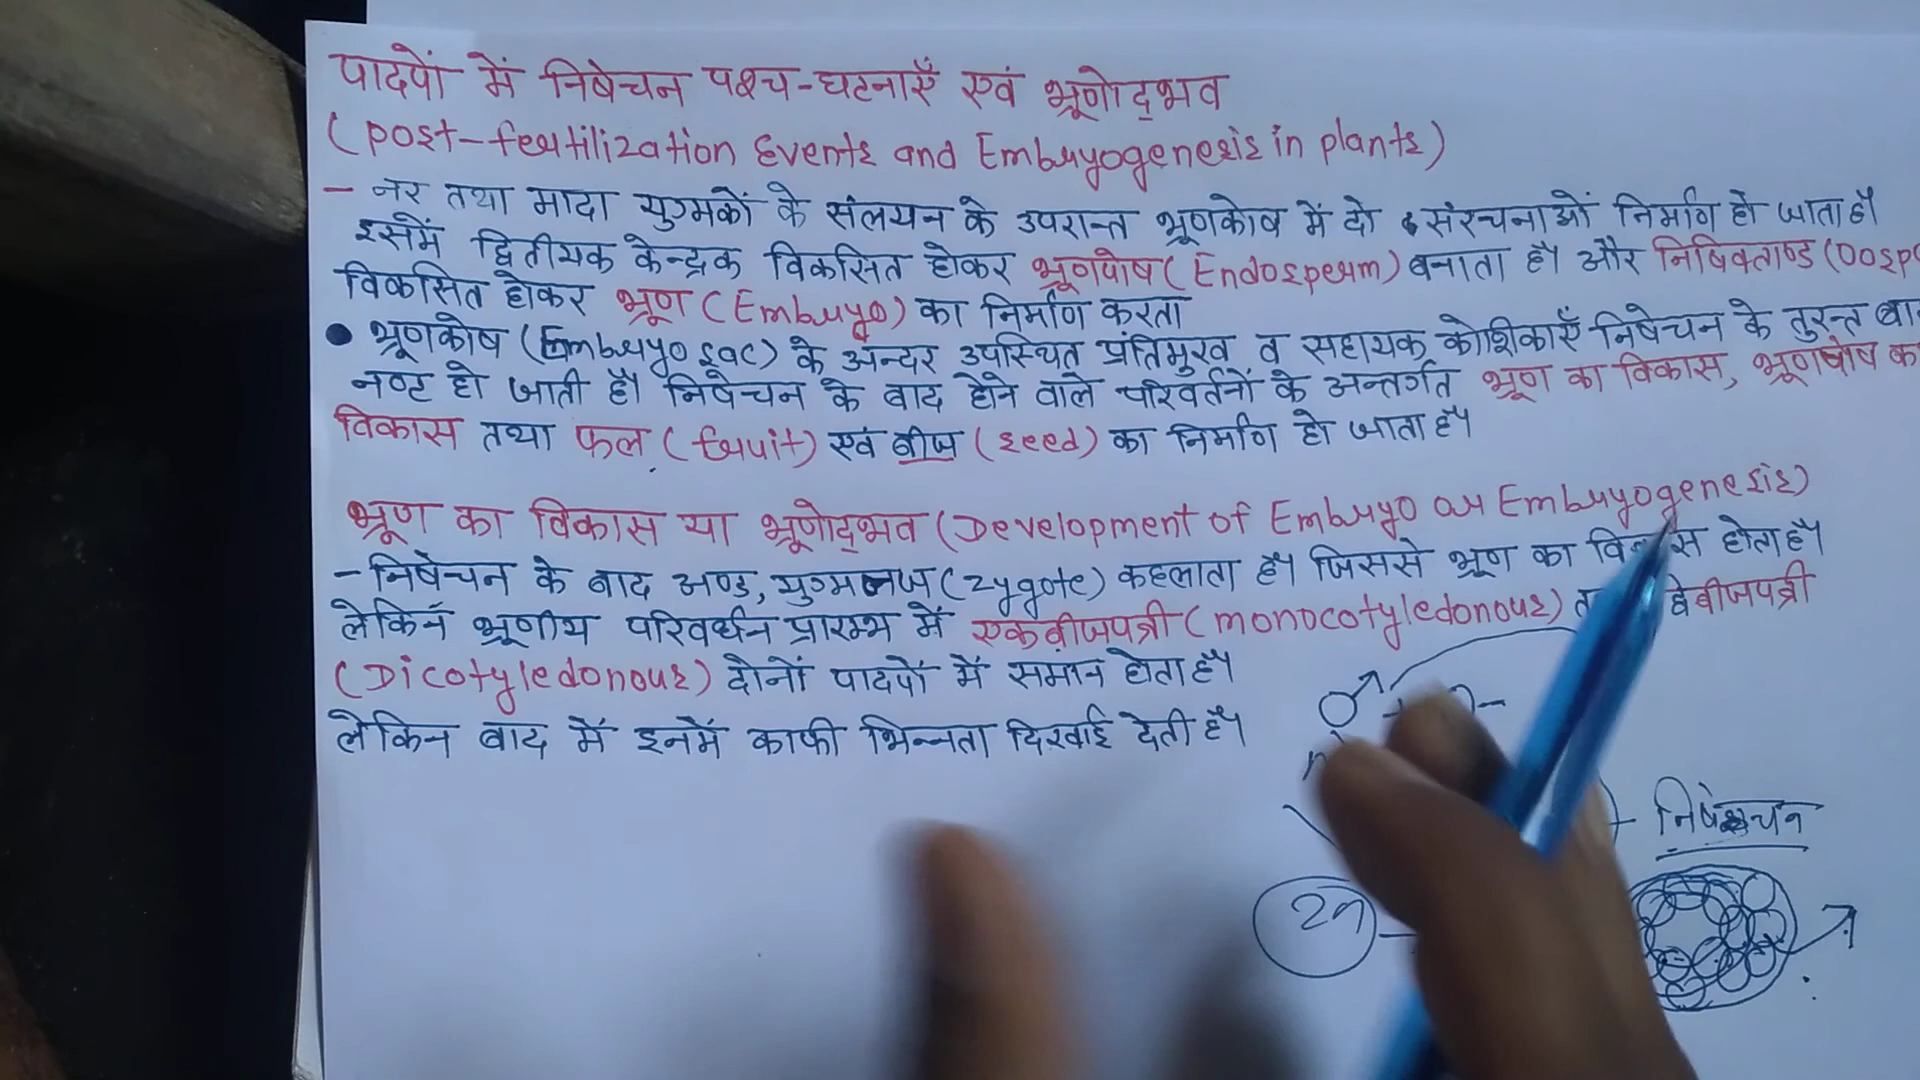 पादपों में निषेचन पश्च-घटनाएँ एवं भ्रूणोद्भव
(post-fertilization Events and Embryogenesis in plants)
- नर तथा मादा युग्मकों के संलयन के उपरान्त भ्रूणकोष में दो संरचनाओं निर्माण हो जाता है।
इसमें द्वितीयक केन्द्रक विकसित होकर भ्रूणपोष (Endosperm) बनाता है। और निषिक्ताण्ड
विकसित होकर भ्रूण (Embryo) का निर्माण करता
• भ्रूणकोष (Embryo sac) के अन्दर उपस्थित प्रतिमुख व सहायक कोशिकाएँ निषेचन के तुरन्त
नष्ट हो जाती है। निषेचन के बाद होने वाले परिवर्तनों के अन्तर्गत भ्रूण का विकास, भ्रूणपोष का
विकास तथा फल (fruit) एवं बीज (seed) का निर्माण हो जाता है।
भ्रूण का विकास या भ्रूणोद्भव (Development of Embryo or Embryogenesis)
- निषेचन के बाद अण्ड, युग्मनज (Zygote) कहलाता है। जिससे भ्रूण का होता है।
लेकिन भ्रूणीय परिवर्धन प्रारम्भ में एकबीजपत्री (monocotyledonous) द्वेबीजपत्री
(Dicotyledonous) दोनों पादपों में समान होता है।
लेकिन बाद में इनमें काफी भिन्नता दिखाई देती है।
निषेचन
2n